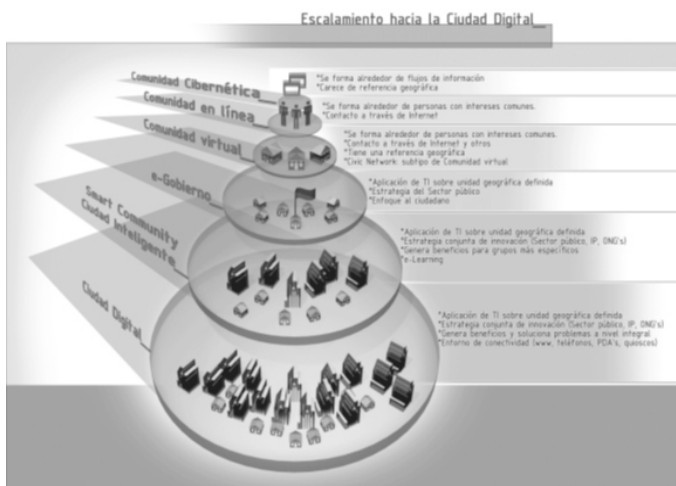 Escalamiento hacia la Ciudad Digital_
Comunidad Cibernética
*Se forma alrededor de flujos de información
*Carece de referencia geográfica
Comunidad en línea
*Se forma alrededor de personas con intereses comunes.
*Contacto a través de Internet
Comunidad virtual
*Se forma alrededor de personas con intereses comunes.
*Contacto a través de Internet y otros
*Tiene una referencia geográfica
*Civic Network: subtipo de Comunidad virtual
e-Gobierno
*Aplicación de TI sobre unidad geográfica definida
*Estrategia del Sector público
*Enfoque al ciudadano
Smart Community
Ciudad Inteligente
*Aplicación de TI sobre unidad geográfica definida
*Estrategia conjunta de innovación (Sector público, IP, ONG's)
*Genera beneficios para grupos más específicos
*e-Learning
Ciudad Digital
*Aplicación de TI sobre unidad geográfica definida
*Estrategia conjunta de innovación (Sector público, IP, ONG's)
*Genera beneficios y soluciona problemas a nivel integral
*Entorno de conectividad (www, teléfonos, PDA's, quioscos)